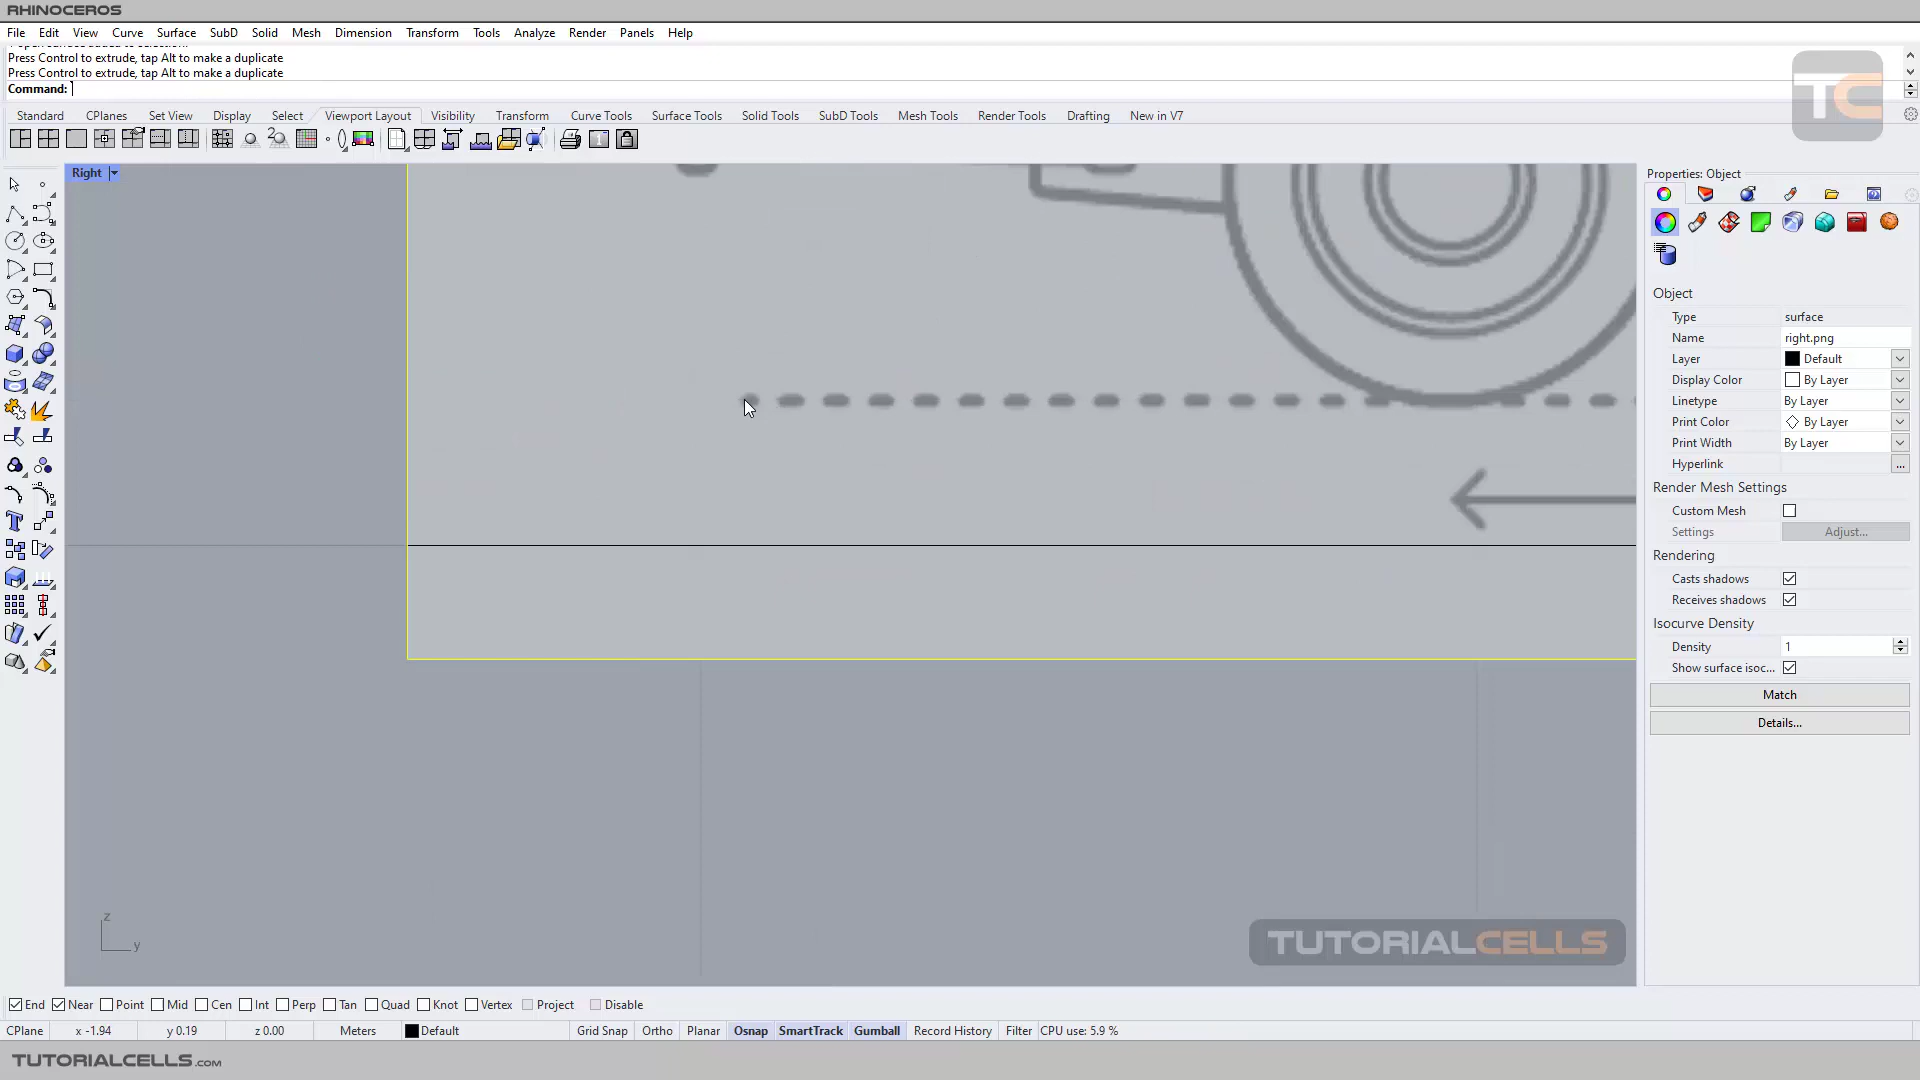 RHINOCEROS
File Edit View Curve Surface SubD Solid Mesh Dimension Transform Tools Analyze Render Panels Help
Press Control to extrude, tap Alt to make a duplicate
Press Control to extrude, tap Alt to make a duplicate
Command:
TC
Standard CPlanes Set View Display Select Viewport Layout Visibility Transform Curve Tools Surface Tools Solid Tools SubD Tools Mesh Tools Render Tools Drafting New in V7
Right
Properties: Object
Object
Type surface
Name right.png
Layer Default
Display Color By Layer
Linetype By Layer
Print Color By Layer
Print Width By Layer
Hyperlink ...
Render Mesh Settings
Custom Mesh
Settings Adjust...
Rendering
Casts shadows
Receives shadows
Isocurve Density
Density 1
Show surface isoc...
Match
Details...
z
y
TUTORIALCELLS
End Near Point Mid Cen Int Perp Tan Quad Knot Vertex Project Disable
CPlane x -1.94 y 0.19 z 0.00 Meters Default Grid Snap Ortho Planar Osnap SmartTrack Gumball Record History Filter CPU use: 5.9 %
TUTORIALCELLS.COM